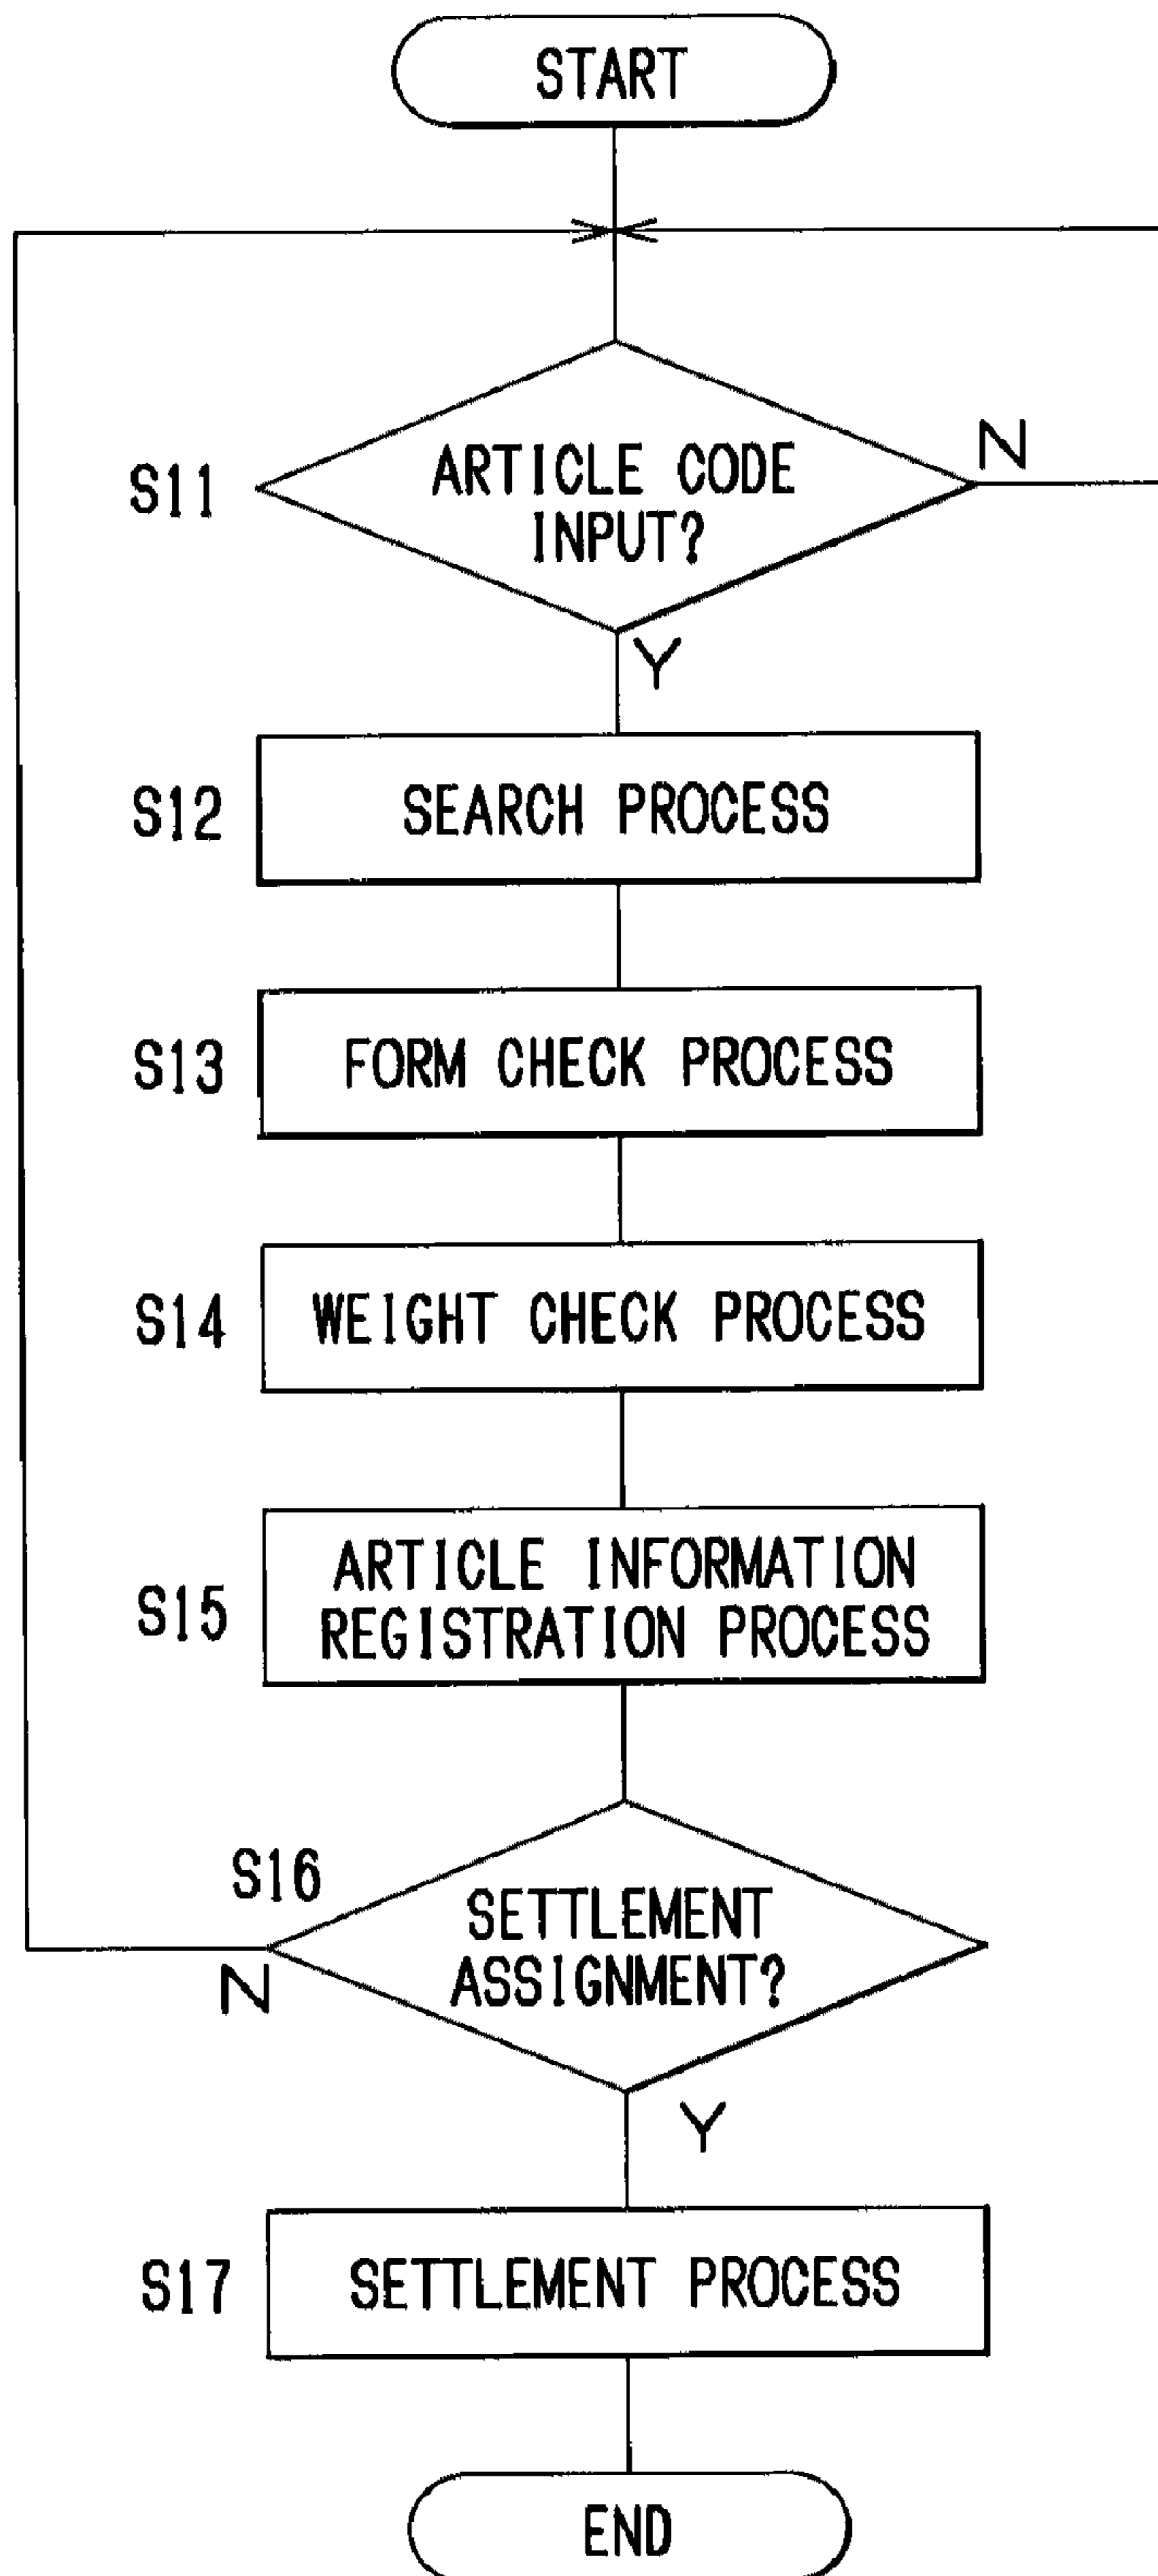 START
S11
ARTICLE CODE
INPUT?
N
Y
S12
SEARCH PROCESS
S13
FORM CHECK PROCESS
S14
WEIGHT CHECK PROCESS
S15
ARTICLE INFORMATION
REGISTRATION PROCESS
S16
SETTLEMENT
ASSIGNMENT?
N
Y
S17
SETTLEMENT PROCESS
END